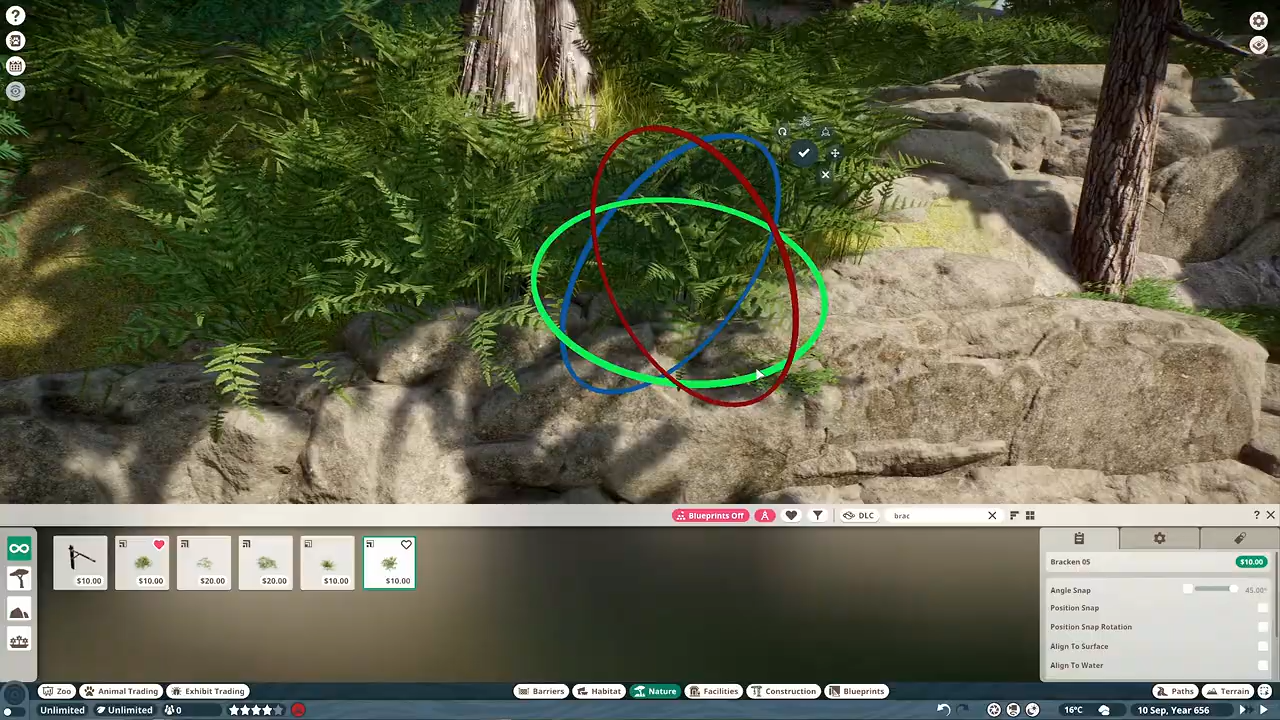 ?
Blueprints Off
DLC
brac
?
$10.00
$10.00
$20.00
$20.00
$10.00
$10.00
Bracken 05
$10.00
Angle Snap
45.00°
Position Snap
Position Snap Rotation
Align To Surface
Align To Water
Zoo
Animal Trading
Exhibit Trading
Barriers
Habitat
Nature
Facilities
Construction
Blueprints
Paths
Terrain
Unlimited
Unlimited
0
16°C
10 Sep, Year 656